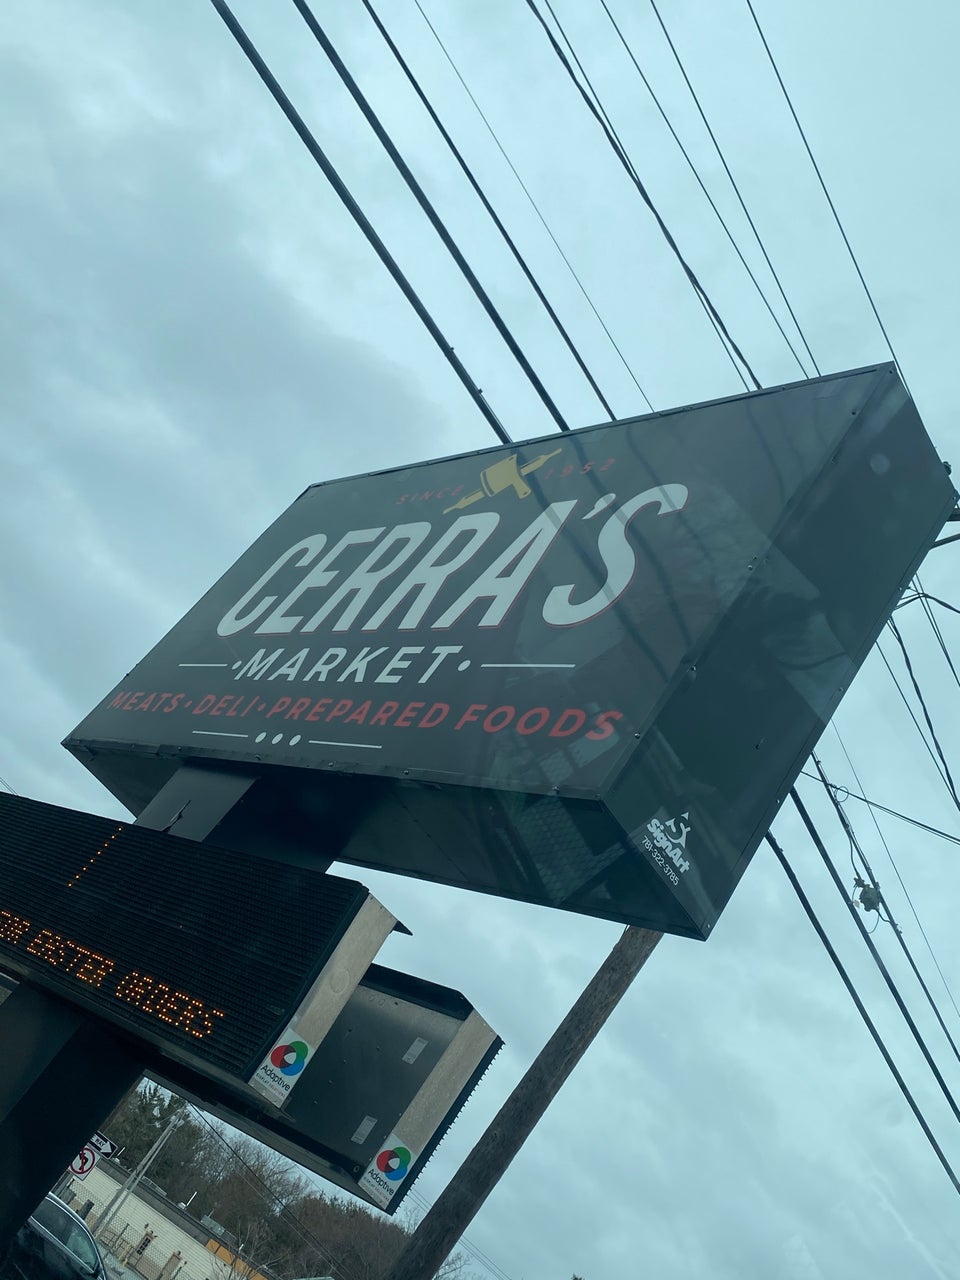 SINCE 1952
CERRA'S
MARKET
MEATS · DELI · PREPARED FOODS
SignArt
781-322-3785
EASTER ORDERS
Adaptive
Adaptive